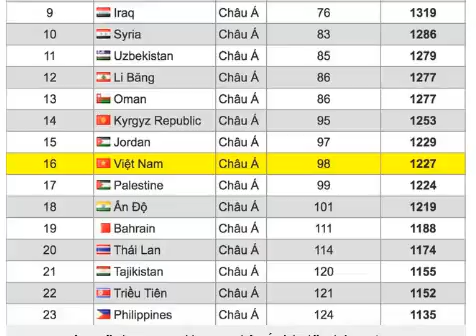 9 Iraq Châu Á 76 1319
10 Syria Châu Á 83 1286
11 Uzbekistan Châu Á 85 1279
12 Li Băng Châu Á 86 1277
13 Oman Châu Á 86 1277
14 Kyrgyz Republic Châu Á 95 1253
15 Jordan Châu Á 97 1229
16 Việt Nam Châu Á 98 1227
17 Palestine Châu Á 99 1224
18 Ấn Độ Châu Á 101 1219
19 Bahrain Châu Á 111 1188
20 Thái Lan Châu Á 114 1174
21 Tajikistan Châu Á 120 1155
22 Triều Tiên Châu Á 121 1152
23 Philippines Châu Á 124 1135